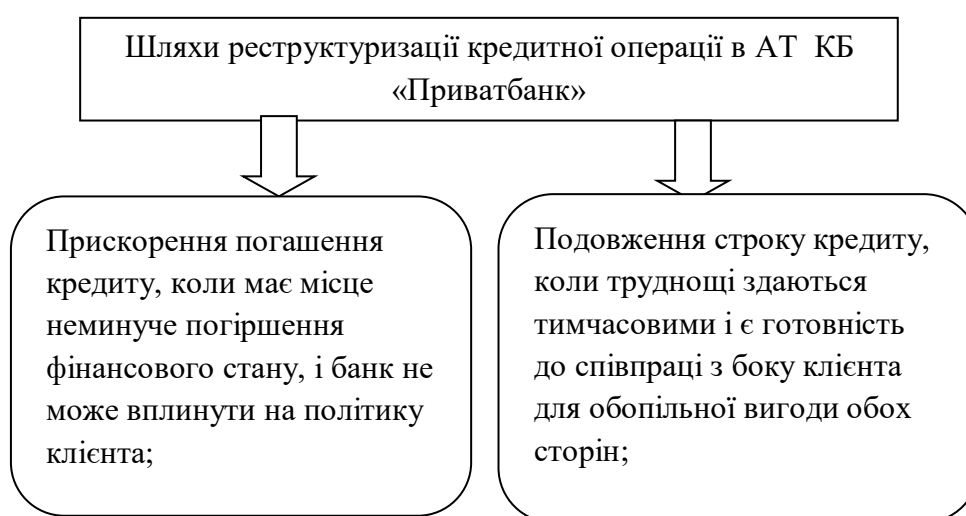 Шляхи реструктуризації кредитної операції в АТ КБ
«Приватбанк»
Прискорення погашення
кредиту, коли має місце
неминуче погіршення
фінансового стану, і банк не
може вплинути на політику
клієнта;
Подовження строку кредиту,
коли труднощі здаються
тимчасовими і є готовність
до співпраці з боку клієнта
для обопільної вигоди обох
сторін;